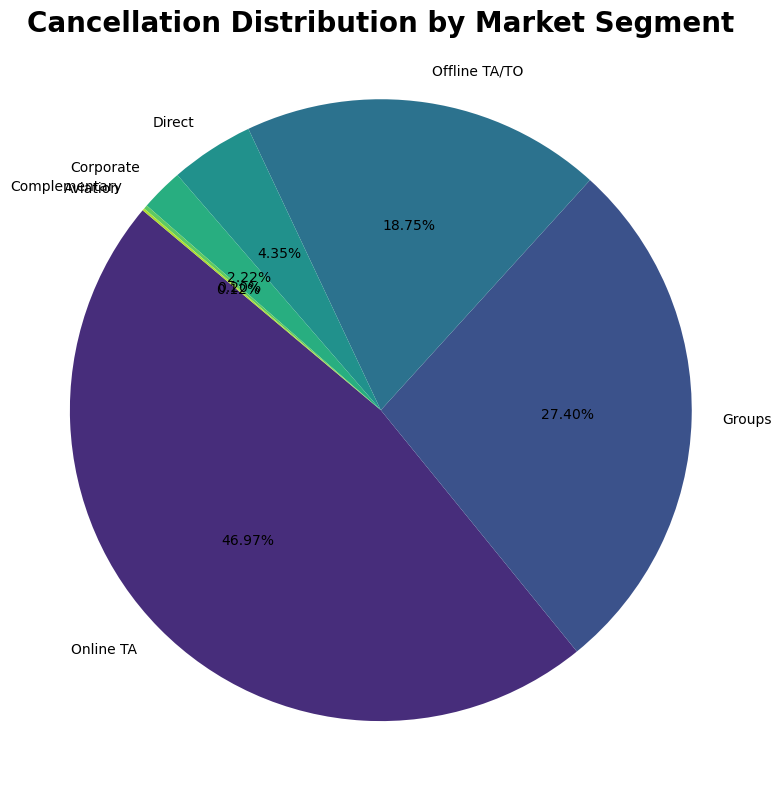 Cancellation Distribution by Market Segment
Offline TA/TO
Direct
Corporate
Complementary
Aviation
18.75%
4.35%
2.22%
27.40%
Groups
46.97%
Online TA